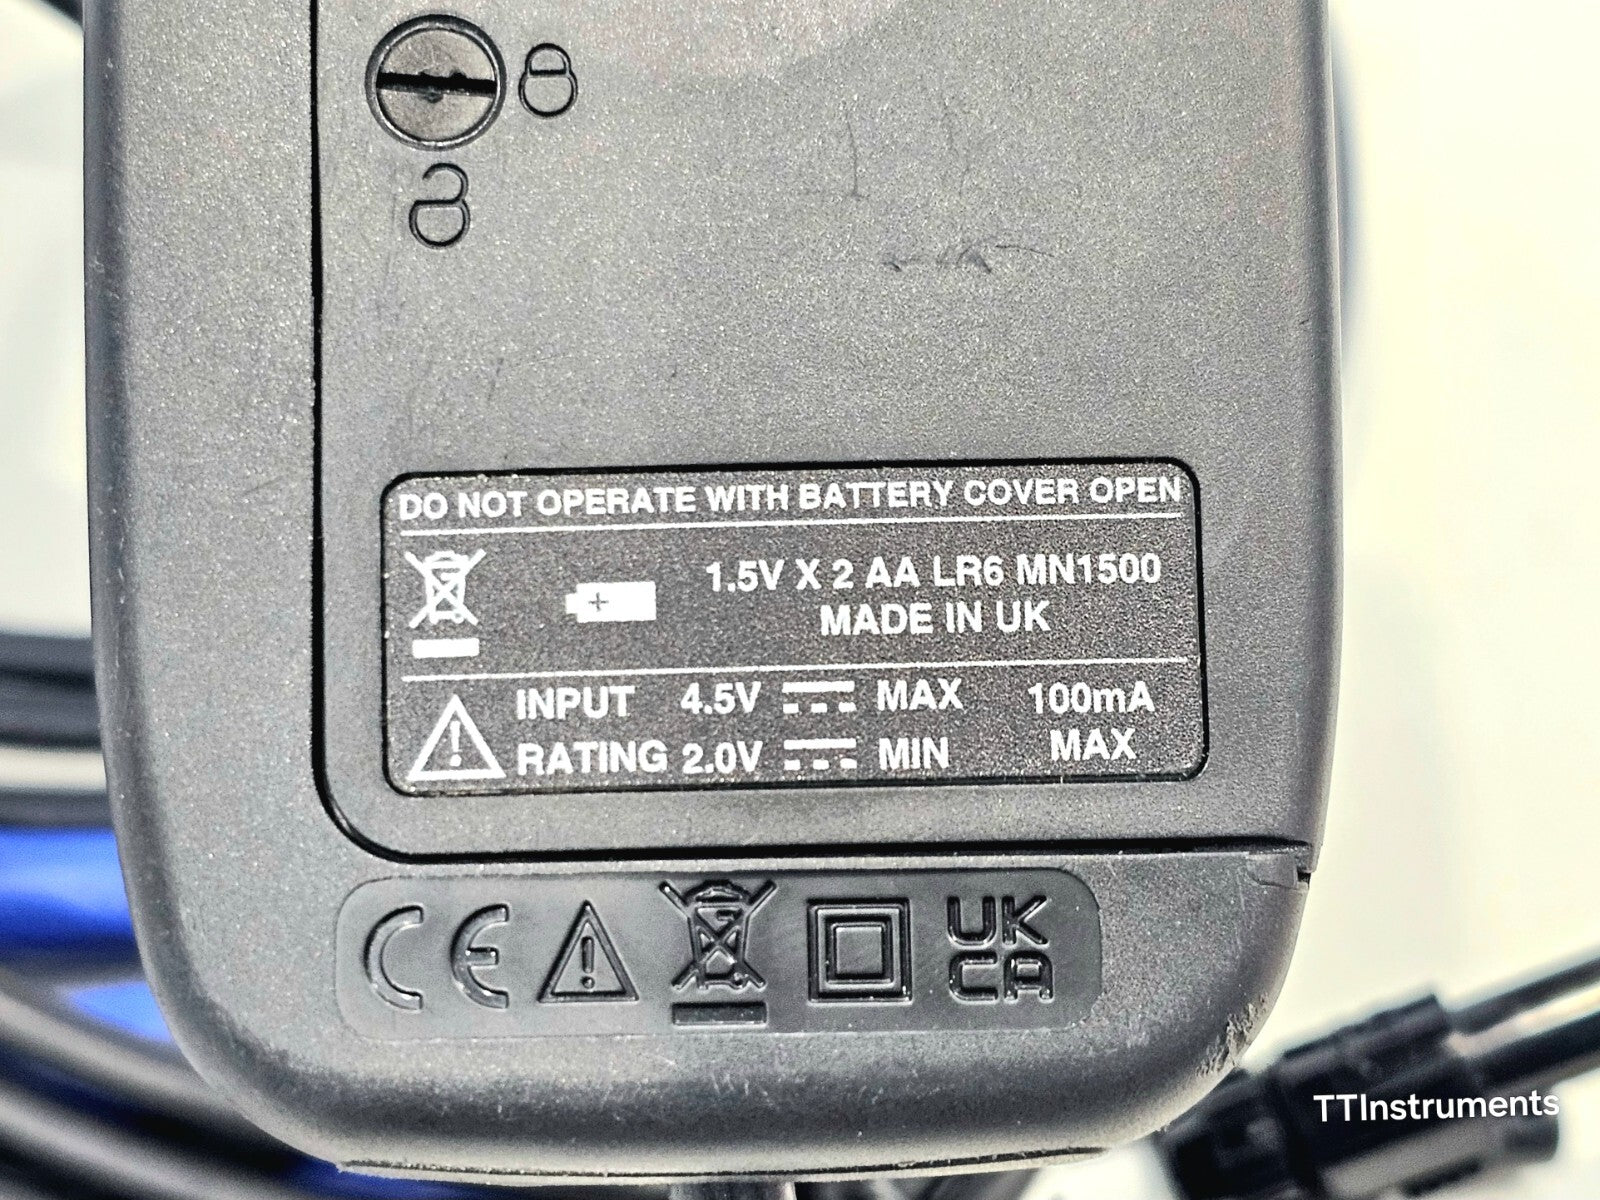 DO NOT OPERATE WITH BATTERY COVER OPEN
1.5V X 2 AA LR6 MN1500
MADE IN UK
INPUT 4.5V MAX 100mA
RATING 2.0V MIN MAX
CE UK
CA
TTInstruments